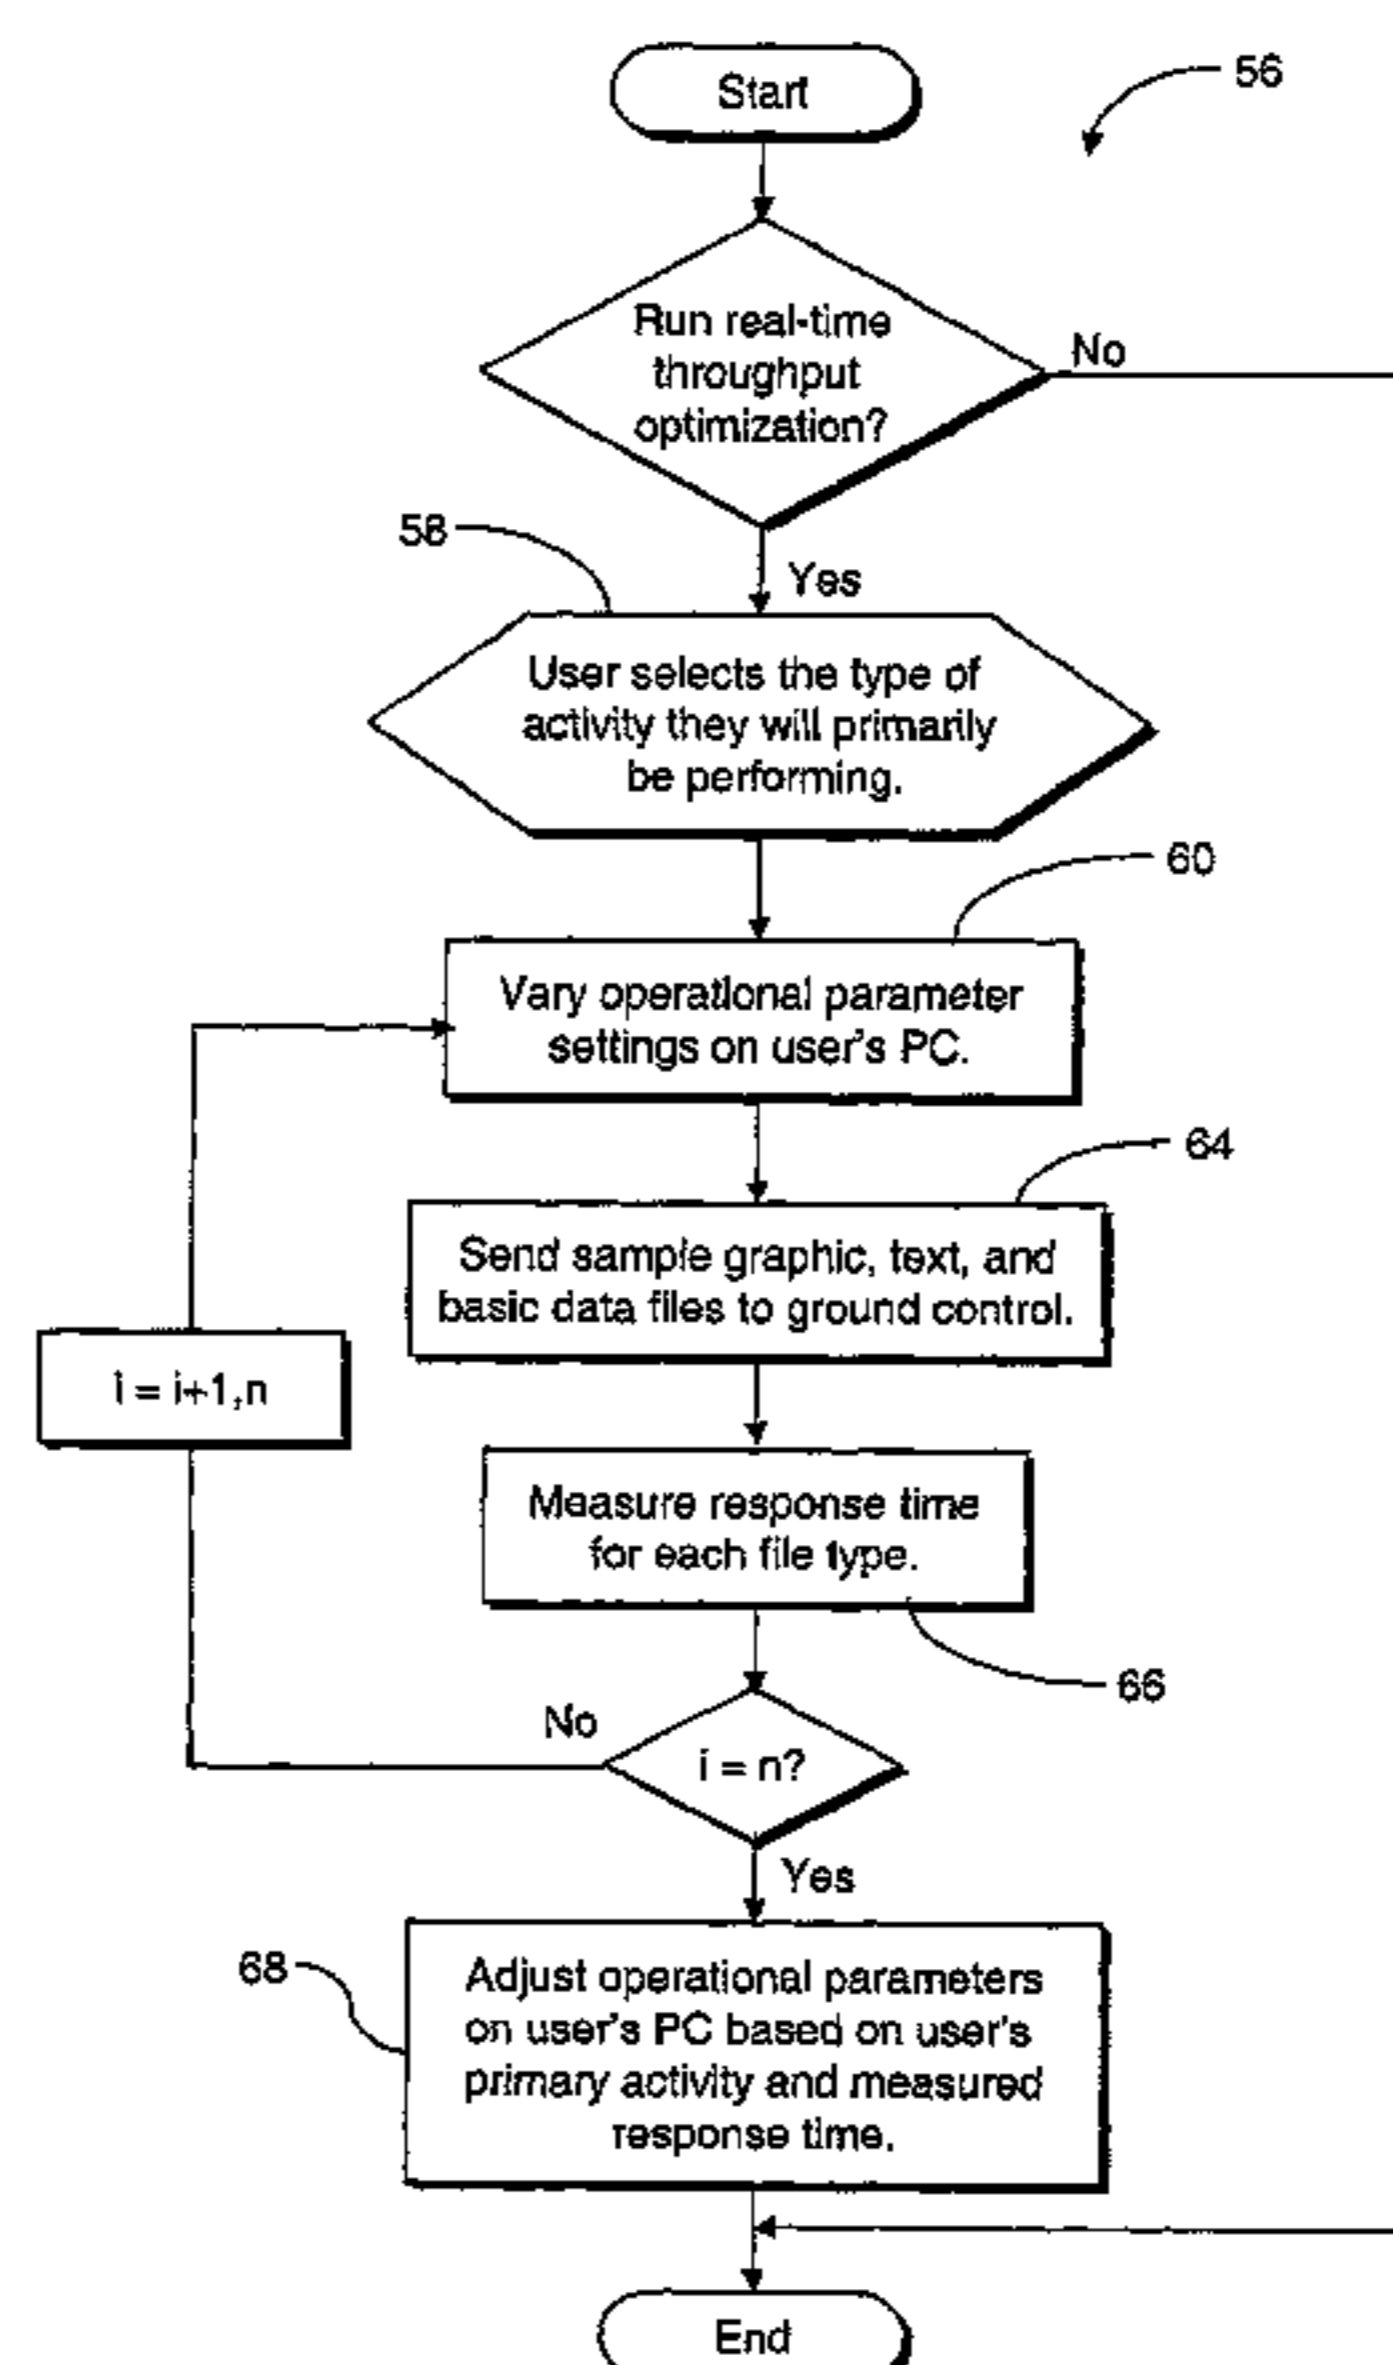 Start
56
Run real-time
throughput
optimization?
No
58
Yes
User selects the type of
activity they will primarily
be performing.
60
Vary operational parameter
settings on user's PC.
64
Send sample graphic, text, and
basic data files to ground control.
i = i+1,n
Measure response time
for each file type.
66
No
i = n?
Yes
68
Adjust operational parameters
on user's PC based on user's
primary activity and measured
response time.
End